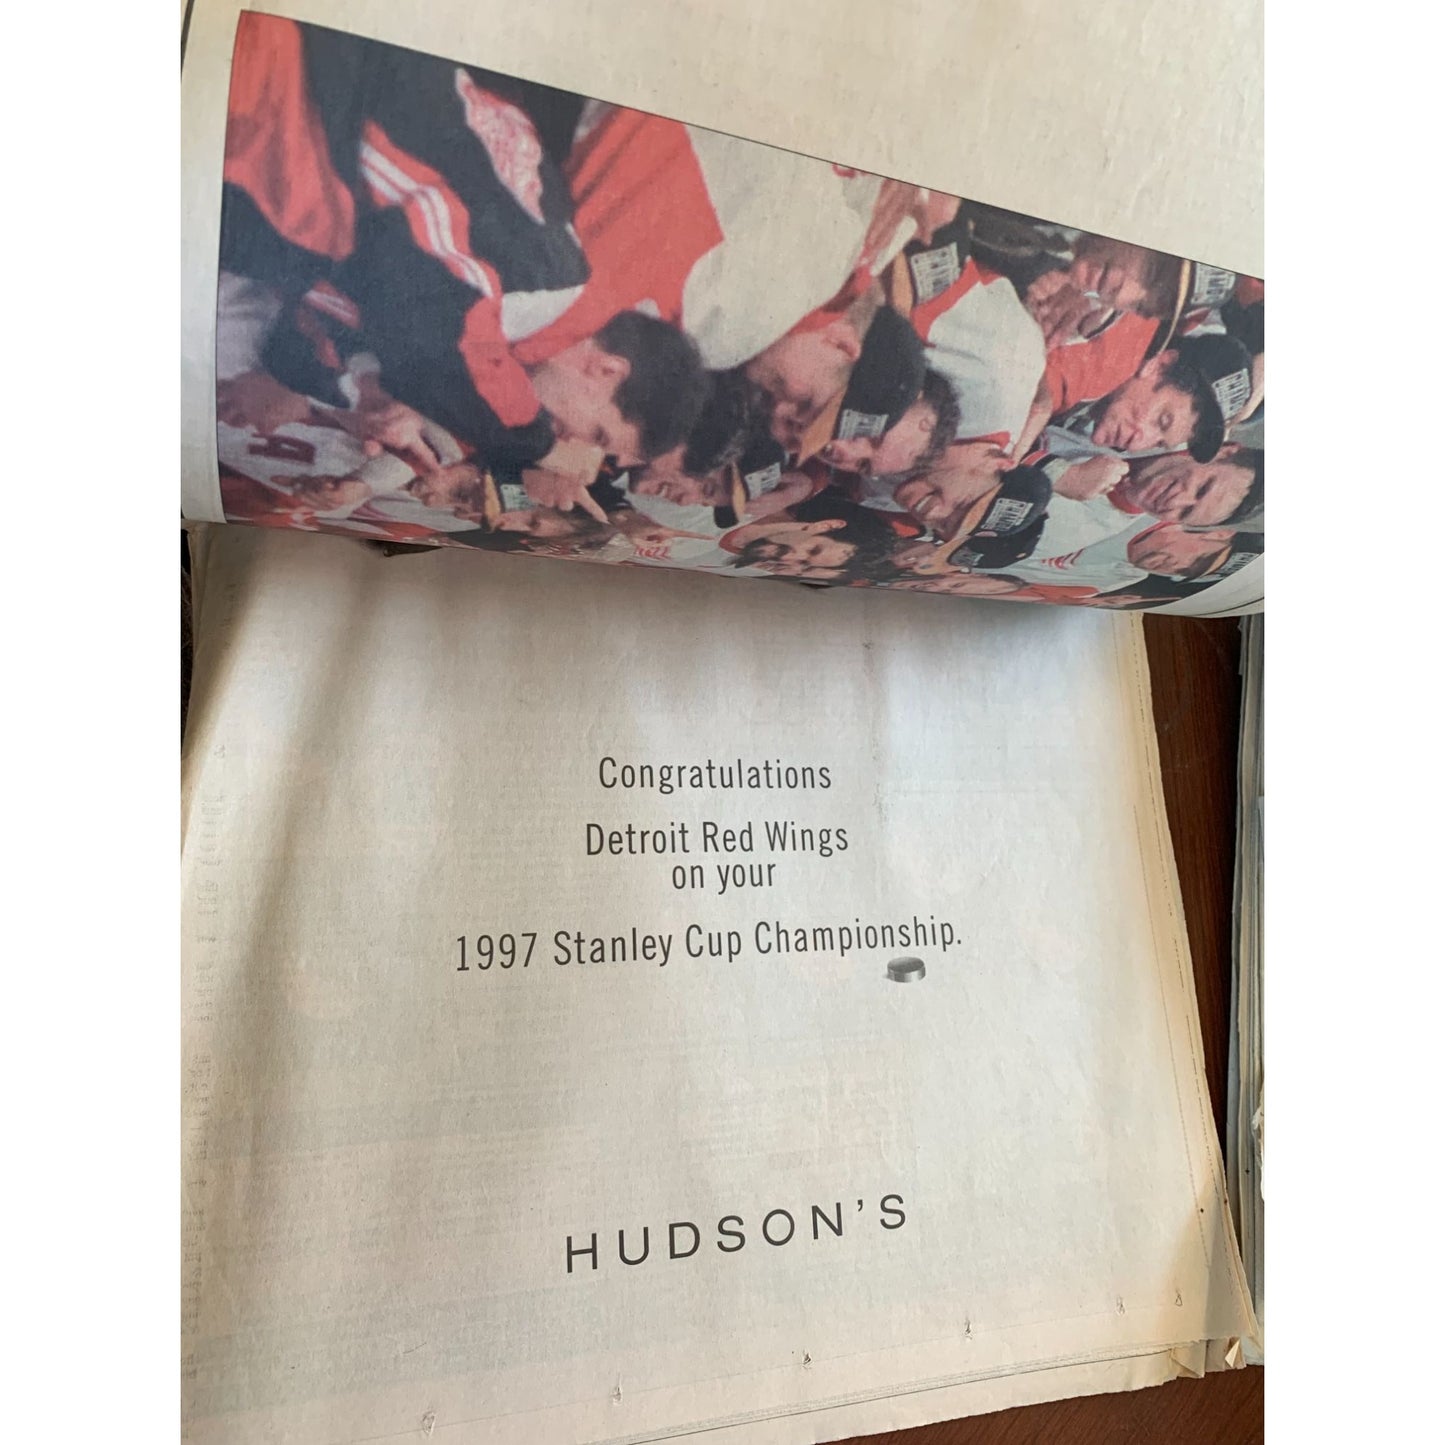 Congratulations
Detroit Red Wings
on your
1997 Stanley Cup Championship.
HUDSON'S